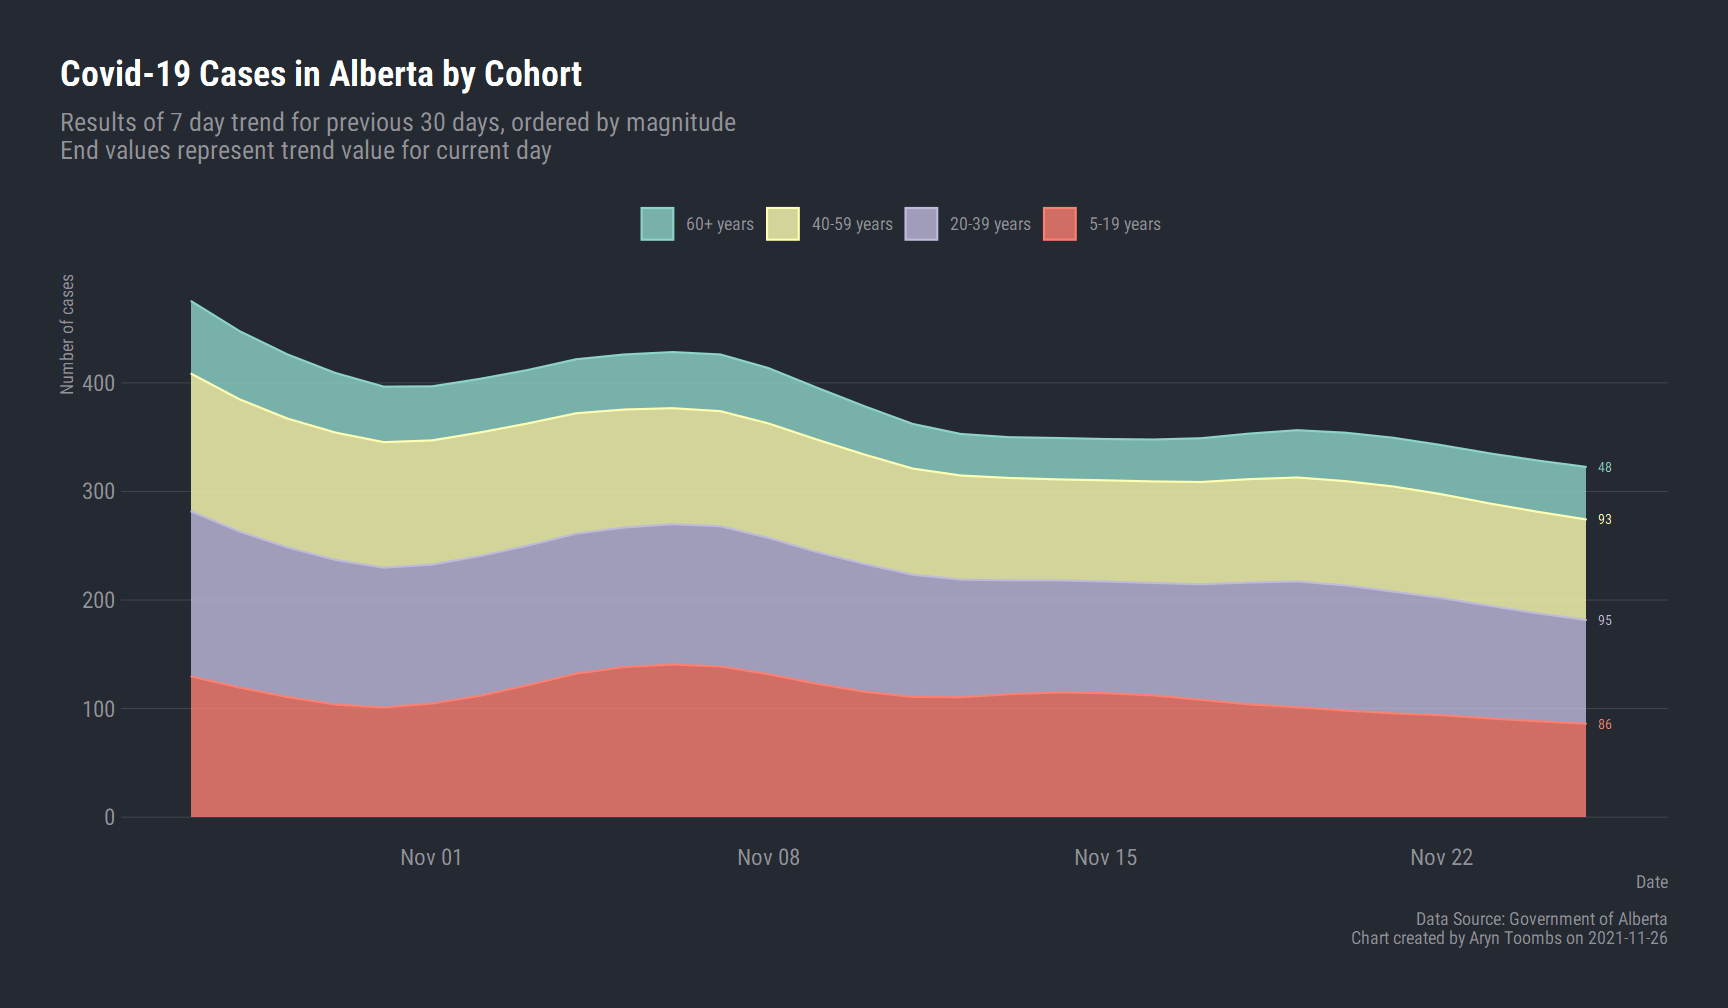 Covid-19 Cases in Alberta by Cohort
Results of 7 day trend for previous 30 days, ordered by magnitude
End values represent trend value for current day
60+ years 40-59 years 20-39 years 5-19 years
Number of cases
400
300
200
100
0
48
93
95
86
Nov 01 Nov 08 Nov 15 Nov 22
Date
Data Source: Government of Alberta
Chart created by Aryn Toombs on 2021-11-26